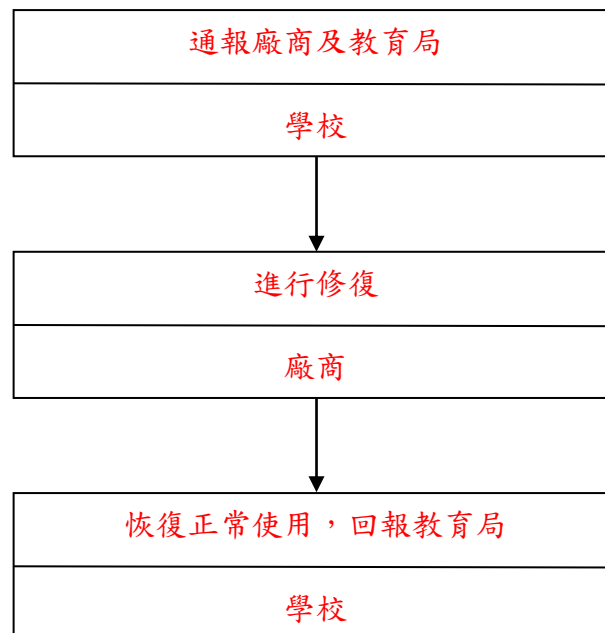 通報廠商及教育局
學校
進行修復
廠商
恢復正常使用，回報教育局
學校